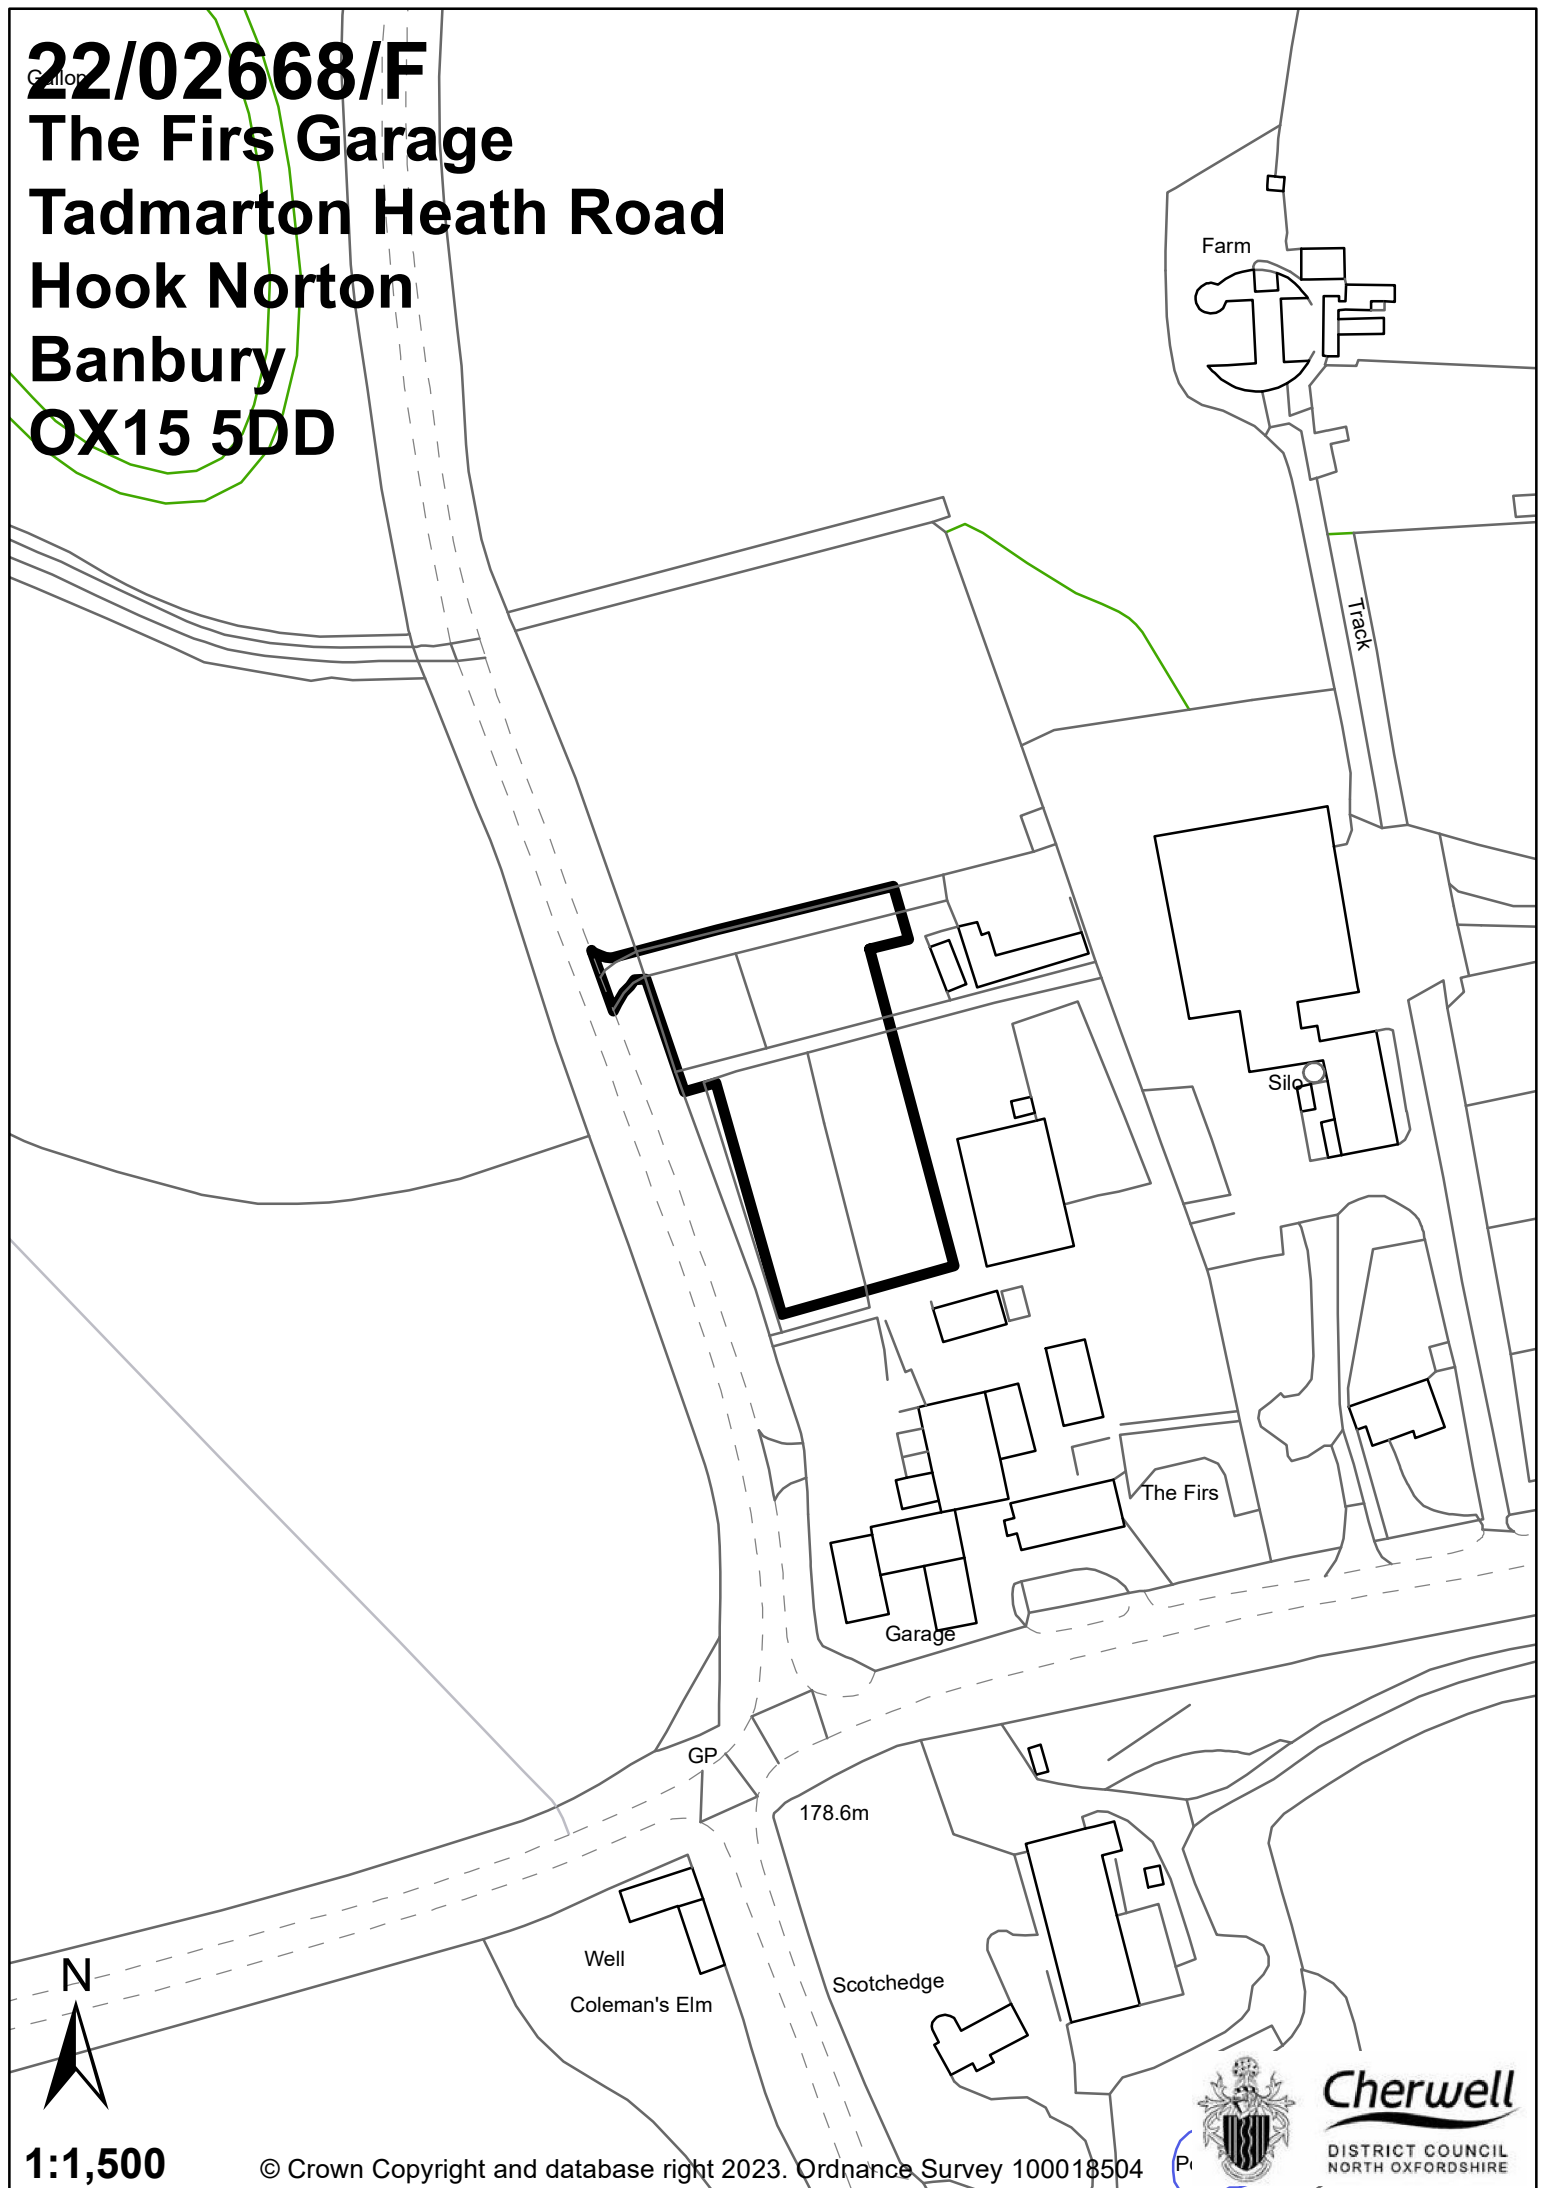 22/02668/F
Gallop
The Firs Garage
Tadmarton Heath Road
Hook Norton
Banbury
OX15 5DD
Farm
Track
Silo
The Firs
Garage
GP
178.6m
Well
Coleman's Elm
Scotchedge
N
1:1,500
© Crown Copyright and database right 2023. Ordnance Survey 100018504
Cherwell
DISTRICT COUNCIL
NORTH OXFORDSHIRE